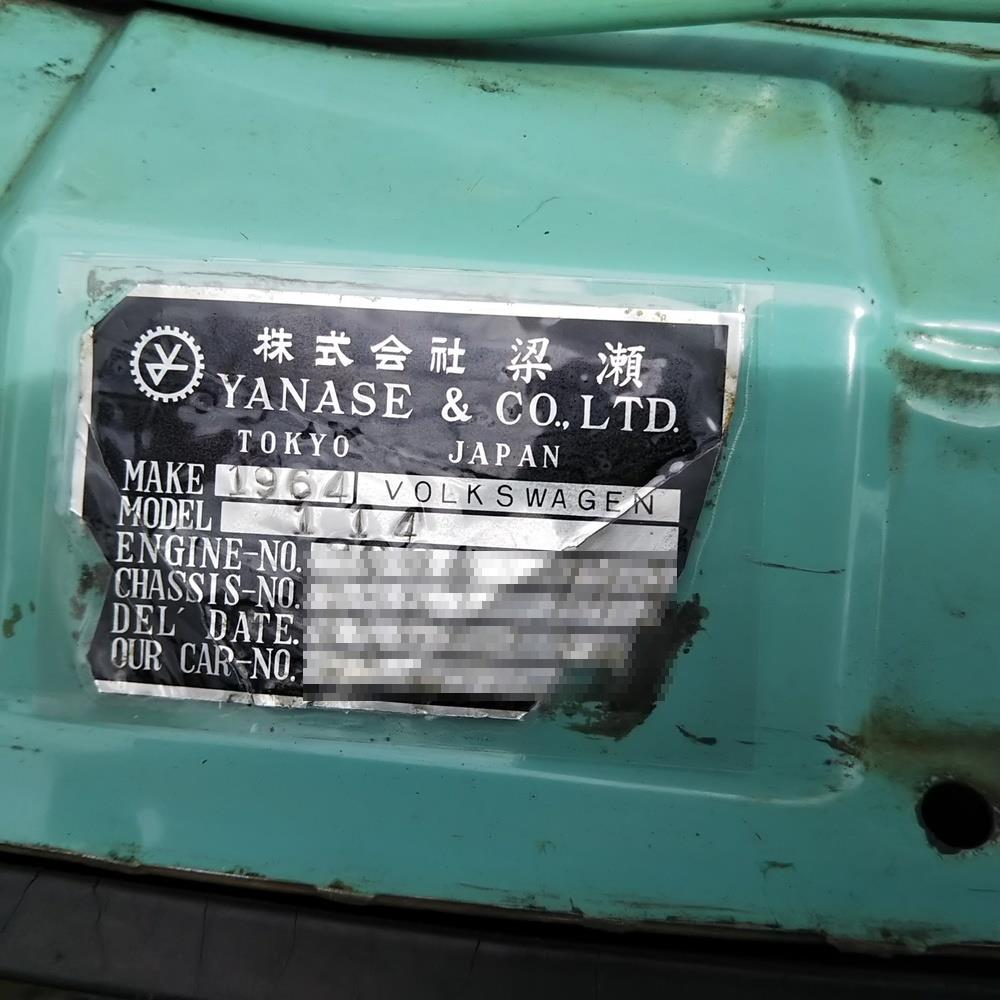 株式会社 梁瀬
YANASE & CO., LTD.
TOKYO JAPAN
MAKE 1964 VOLKSWAGEN
MODEL 114
ENGINE-NO.
CHASSIS-NO.
DEL' DATE.
OUR CAR-NO.